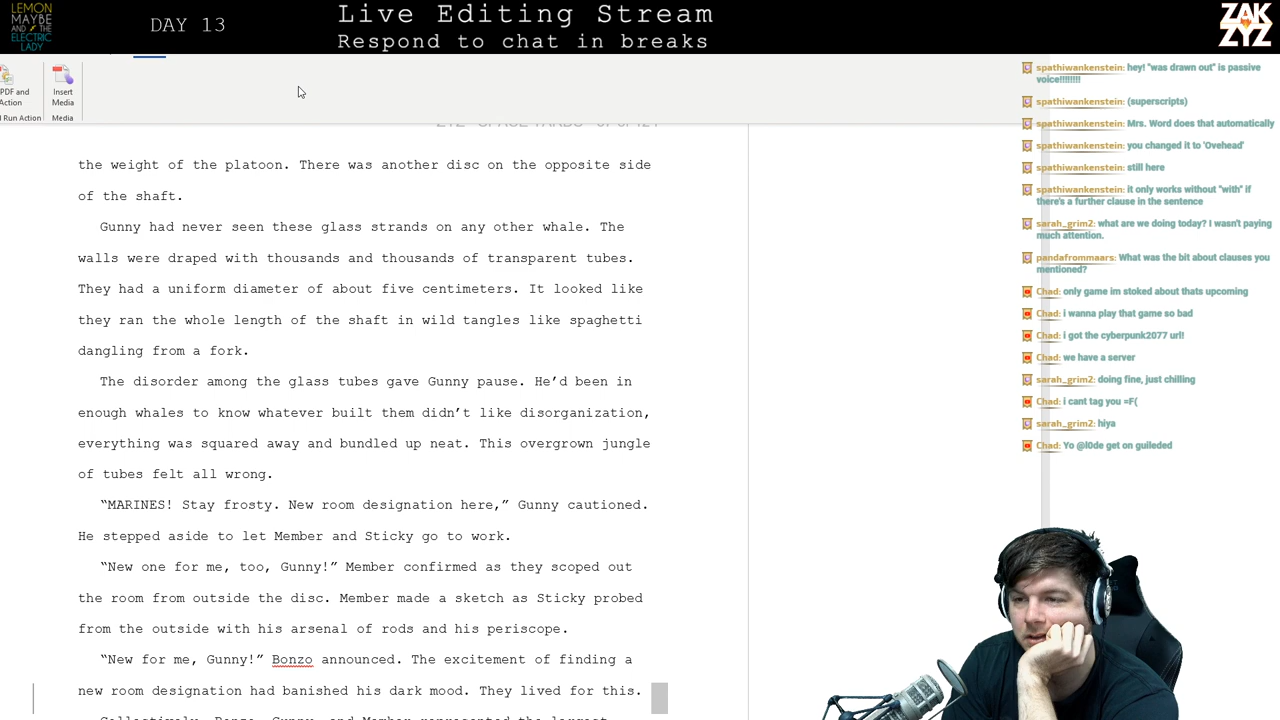 LEMON
MAYBE
AND THE
ELECTRIC
LADY
DAY 13
Live Editing Stream
Respond to chat in breaks
ZAK
ZYZ
PDF and
Action
Run Action
Insert
Media
Media
the weight of the platoon. There was another disc on the opposite side
of the shaft.
Gunny had never seen these glass strands on any other whale. The
walls were draped with thousands and thousands of transparent tubes.
They had a uniform diameter of about five centimeters. It looked like
they ran the whole length of the shaft in wild tangles like spaghetti
dangling from a fork.
The disorder among the glass tubes gave Gunny pause. He’d been in
enough whales to know whatever built them didn’t like disorganization,
everything was squared away and bundled up neat. This overgrown jungle
of tubes felt all wrong.
“MARINES! Stay frosty. New room designation here,” Gunny cautioned.
He stepped aside to let Member and Sticky go to work.
“New one for me, too, Gunny!” Member confirmed as they scoped out
the room from outside the disc. Member made a sketch as Sticky probed
from the outside with his arsenal of rods and his periscope.
“New for me, Gunny!” Bonzo announced. The excitement of finding a
new room designation had banished his dark mood. They lived for this.
Collectively, Bonzo, Gunny, and Member represented the largest
spathiwankenstein: hey! "was drawn out" is passive
voice!!!!!!!!
spathiwankenstein: (superscripts)
spathiwankenstein: Mrs. Word does that automatically
spathiwankenstein: you changed it to 'Ovehead'
spathiwankenstein: still here
spathiwankenstein: it only works without "with" if
there's a further clause in the sentence
sarah_grim2: what are we doing today? I wasn't paying
much attention.
pandafrommaars: What was the bit about clauses you
mentioned?
Chad: only game im stoked about thats upcoming
Chad: i wanna play that game so bad
Chad: i got the cyberpunk2077 url!
Chad: we have a server
sarah_grim2: doing fine, just chilling
Chad: i cant tag you =F(
sarah_grim2: hiya
Chad: Yo @l0de get on guileded